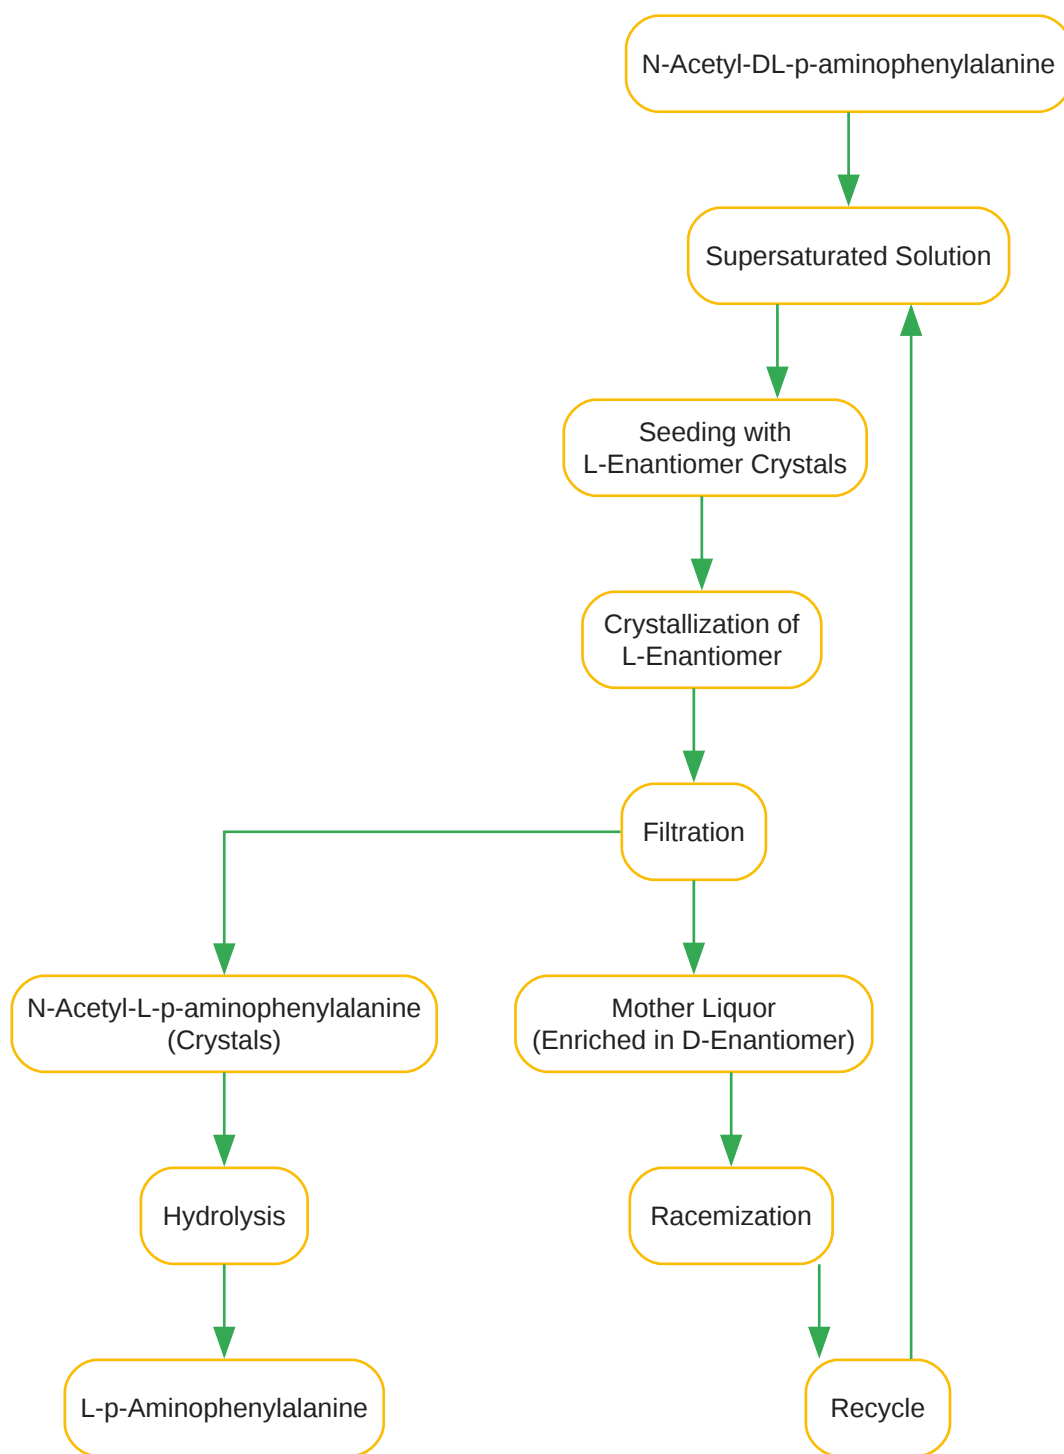 N-Acetyl-DL-p-aminophenylalanine
Supersaturated Solution
Seeding with
L-Enantiomer Crystals
Crystallization of
L-Enantiomer
Filtration
N-Acetyl-L-p-aminophenylalanine
(Crystals)
Mother Liquor
(Enriched in D-Enantiomer)
Hydrolysis
Racemization
L-p-Aminophenylalanine
Recycle